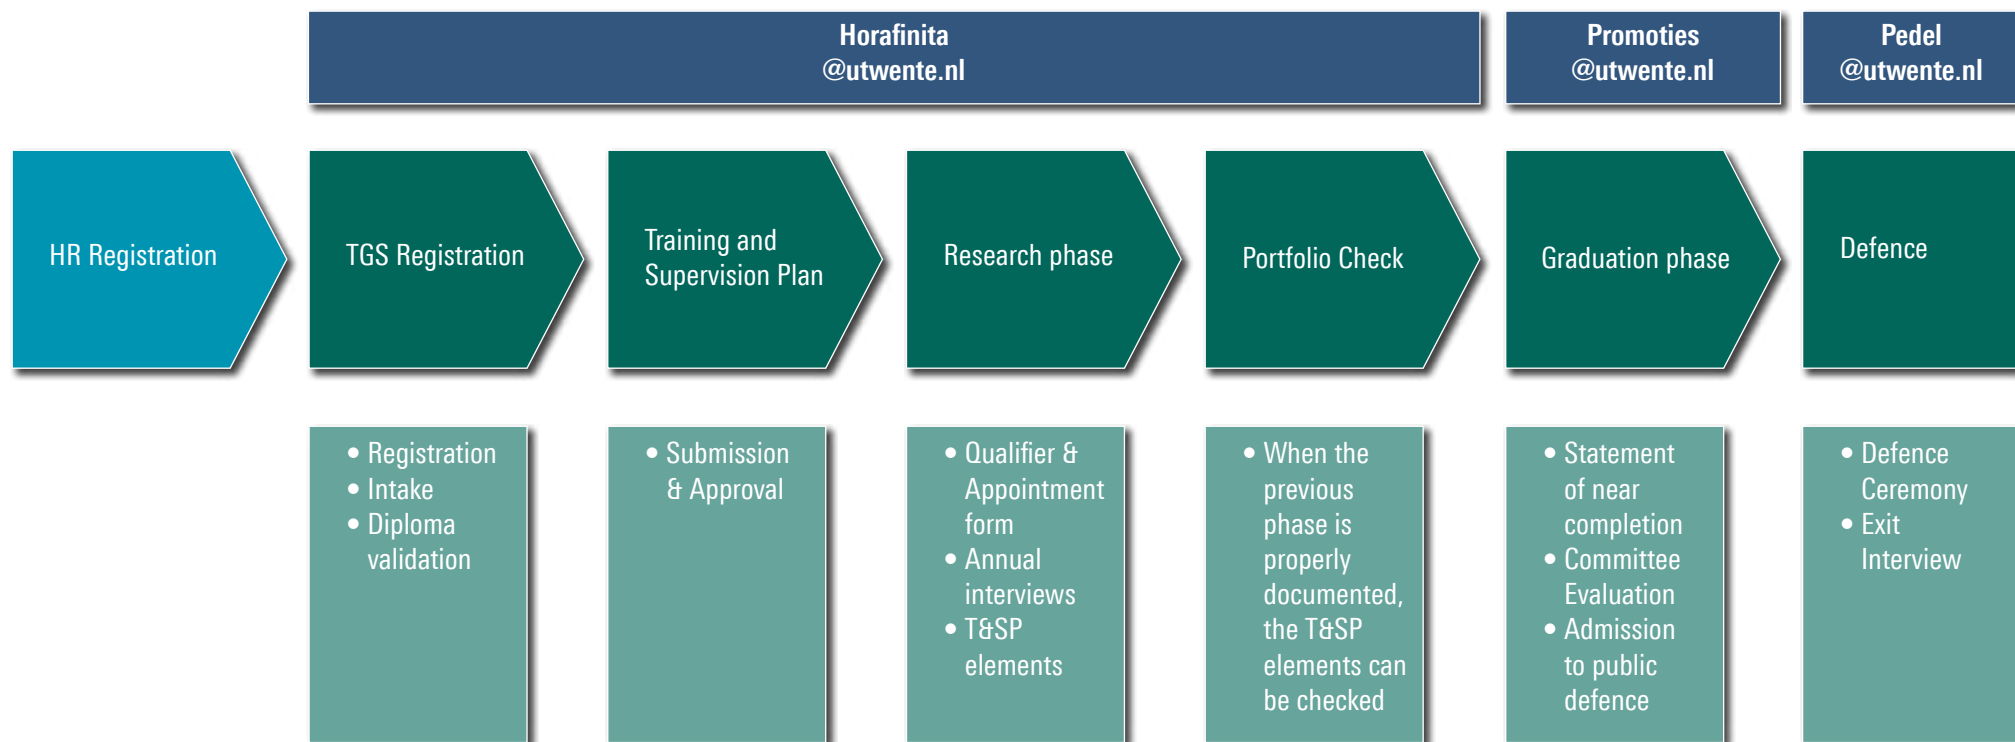 Horafinita
@utwente.nl
Promoties
@utwente.nl
Pedel
@utwente.nl
HR Registration
TGS Registration
Training and
Supervision Plan
Research phase
Portfolio Check
Graduation phase
Defence
• Registration
• Intake
• Diploma
validation
• Submission
& Approval
• Qualifier &
Appointment
form
• Annual
interviews
• T&SP
elements
• When the
previous
phase is
properly
documented,
the T&SP
elements can
be checked
• Statement
of near
completion
• Committee
Evaluation
• Admission
to public
defence
• Defence
Ceremony
• Exit
Interview